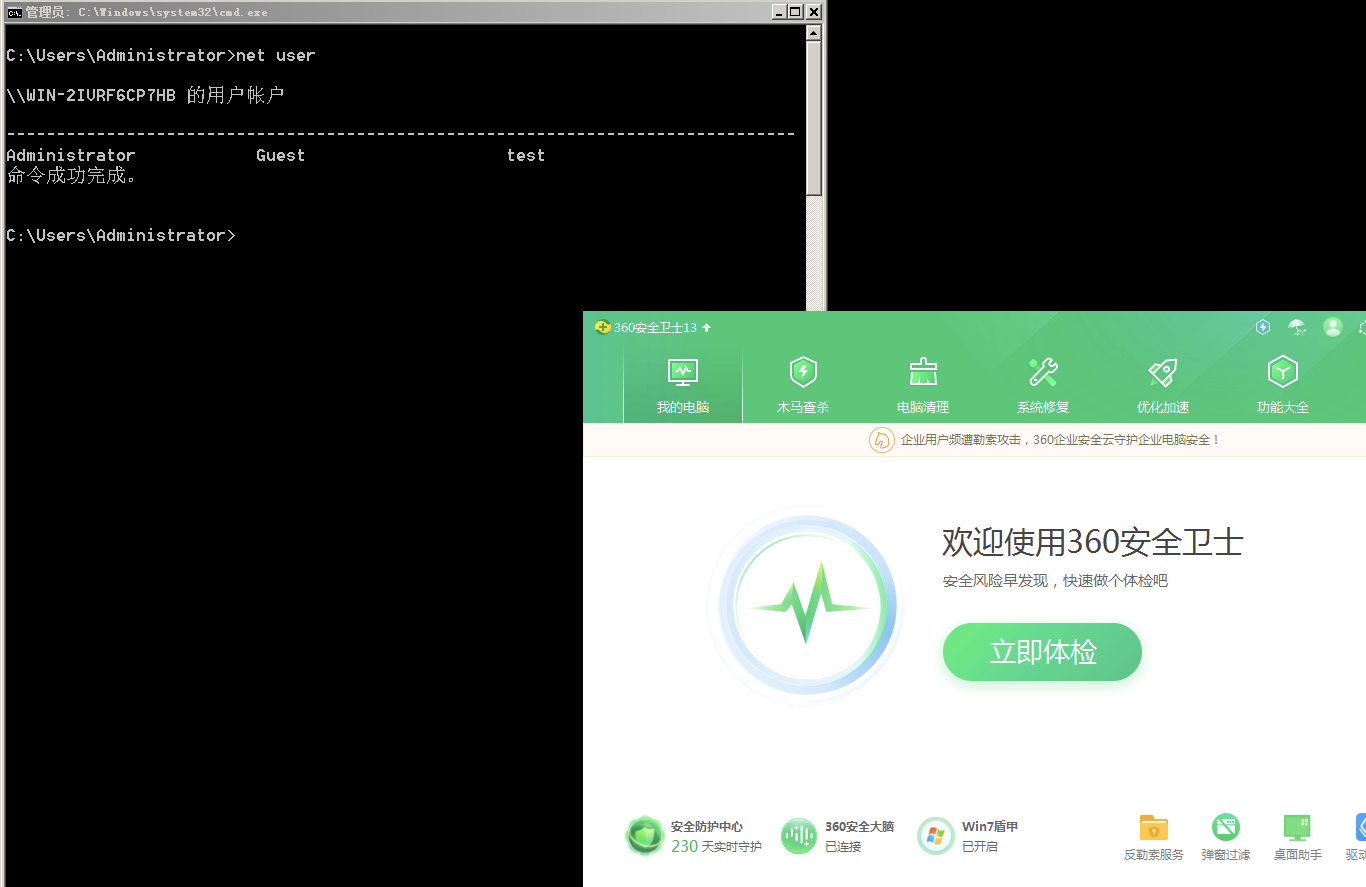 管理员: C:\Windows\system32\cmd.exe
C:\Users\Administrator>net user
\\WIN-2IVRF6CP7HB 的用户帐户
-------------------------------------------------------------------------------
Administrator Guest test
命令成功完成。
C:\Users\Administrator>
360安全卫士13
我的电脑 木马查杀 电脑清理 系统修复 优化加速 功能大全
企业用户频遭勒索攻击，360企业安全云守护企业电脑安全！
欢迎使用360安全卫士
安全风险早发现，快速做个体检吧
立即体检
安全防护中心 360安全大脑 Win7盾甲
230 天实时守护 已连接 已开启
反勒索服务 弹窗过滤 桌面助手 驱动